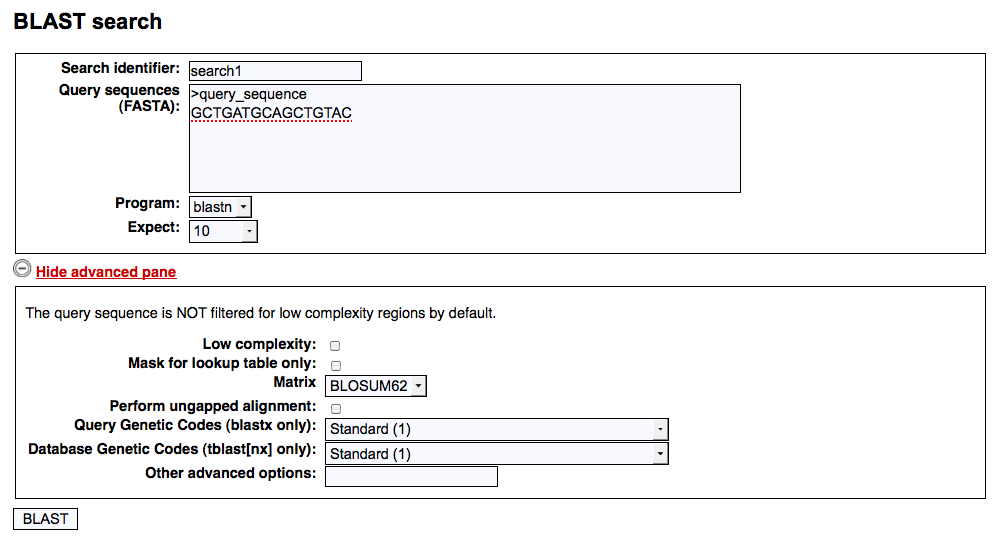 BLAST search
Search identifier: search1
Query sequences (FASTA):
>query_sequence
GCTGATGCAGCTGTAC
Program: blastn
Expect: 10
Hide advanced pane
The query sequence is NOT filtered for low complexity regions by default.
Low complexity:
Mask for lookup table only:
Matrix BLOSUM62
Perform ungapped alignment:
Query Genetic Codes (blastx only): Standard (1)
Database Genetic Codes (tblast[nx] only): Standard (1)
Other advanced options:
BLAST